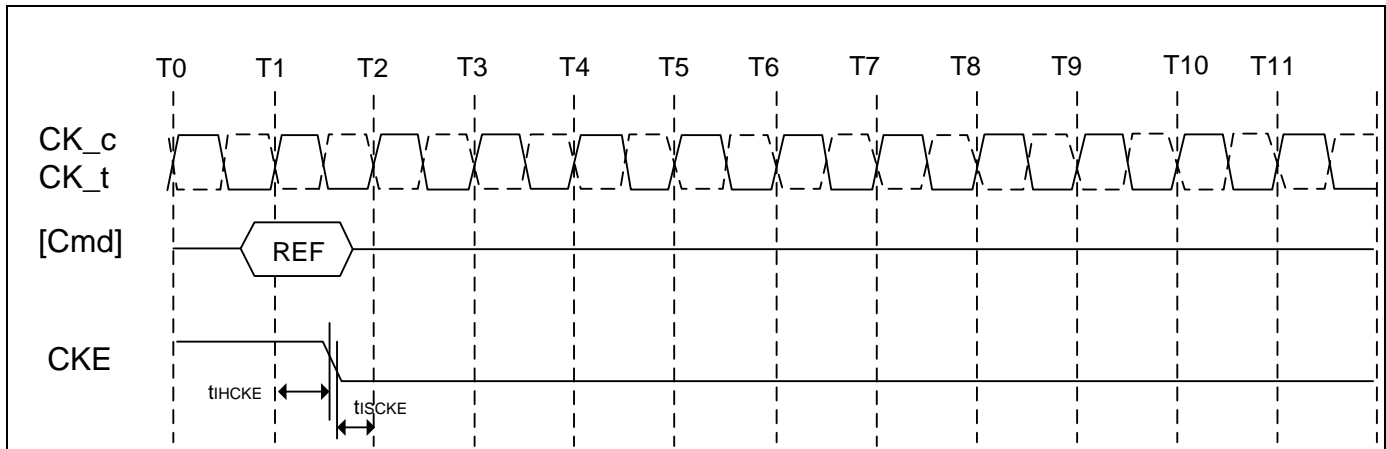 T0 T1 T2 T3 T4 T5 T6 T7 T8 T9 T10 T11
CK_c
CK_t
[Cmd] REF
CKE
tIHCKE
tISCKE